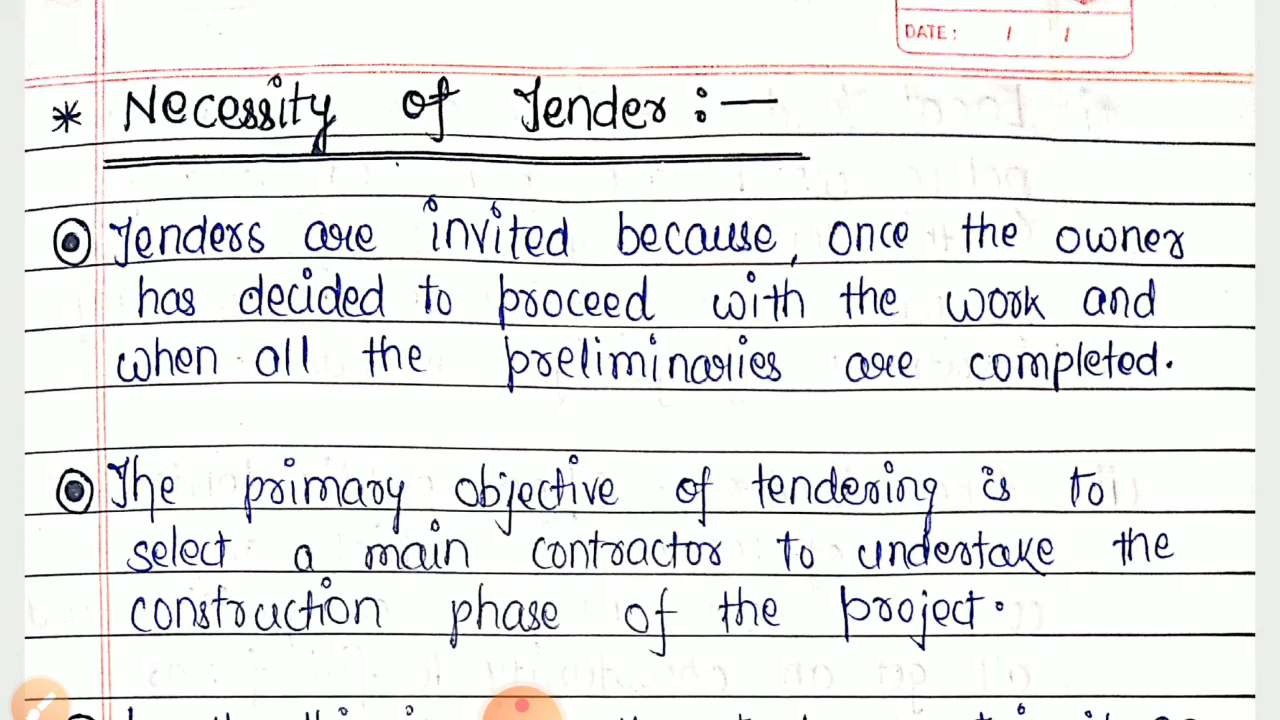 DATE: / /
* Necessity of Tender :—
Tenders are invited because, once the owner
has decided to proceed with the work and
when all the preliminaries are completed.
The primary objective of tendering is to
select a main contractor to undertake the
construction phase of the project.